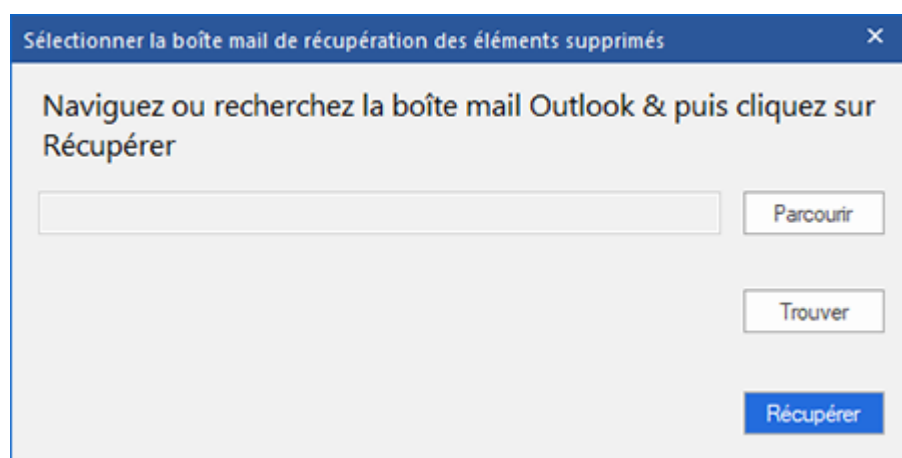 Sélectionner la boîte mail de récupération des éléments supprimés
Naviguez ou recherchez la boîte mail Outlook & puis cliquez sur
Récupérer
Parcourir
Trouver
Récupérer